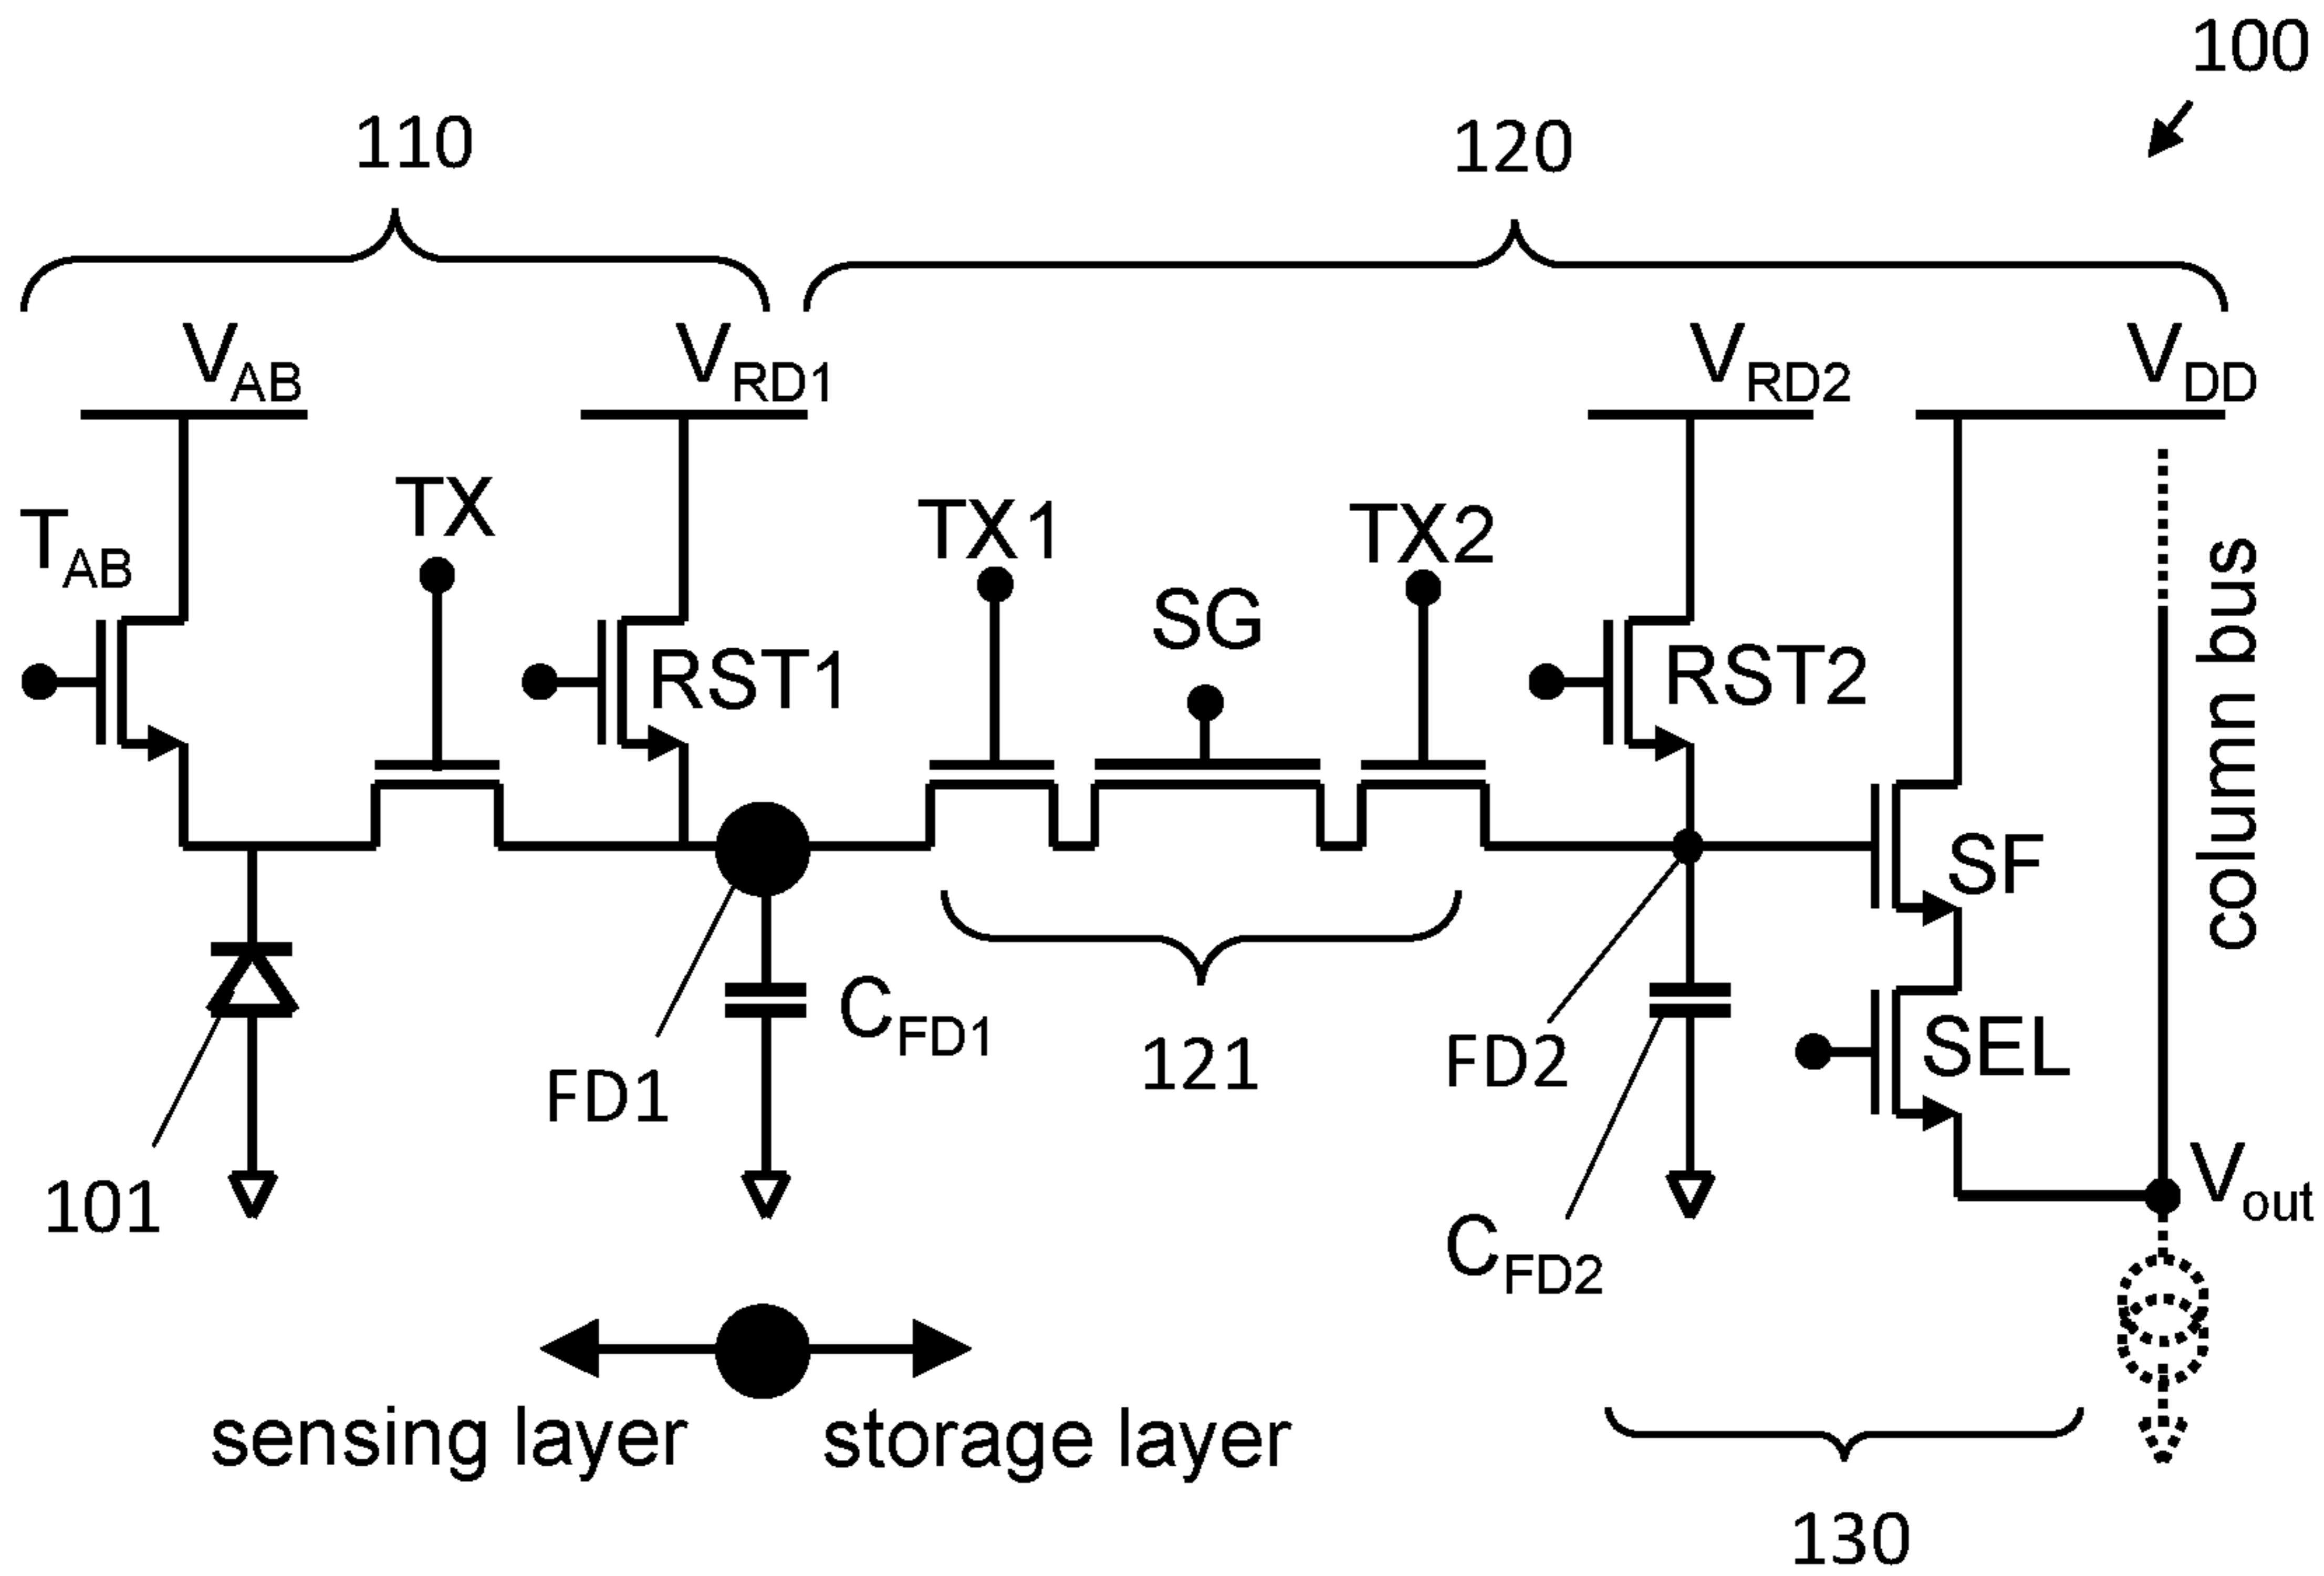 100
110
120
VAB
VRD1
VRD2
VDD
TAB
TX
TX1
SG
TX2
RST1
RST2
column bus
SF
SEL
CFD1
FD1
121
FD2
101
CFD2
Vout
sensing layer
storage layer
130